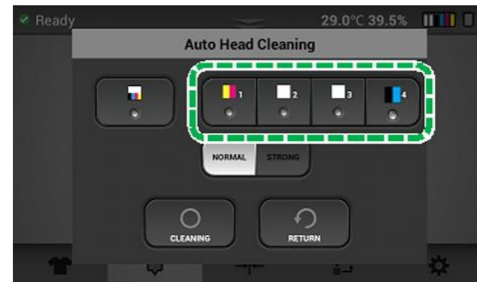 Ready 29.0°C 39.5%
Auto Head Cleaning
1 2 3 4
NORMAL STRONG
CLEANING RETURN